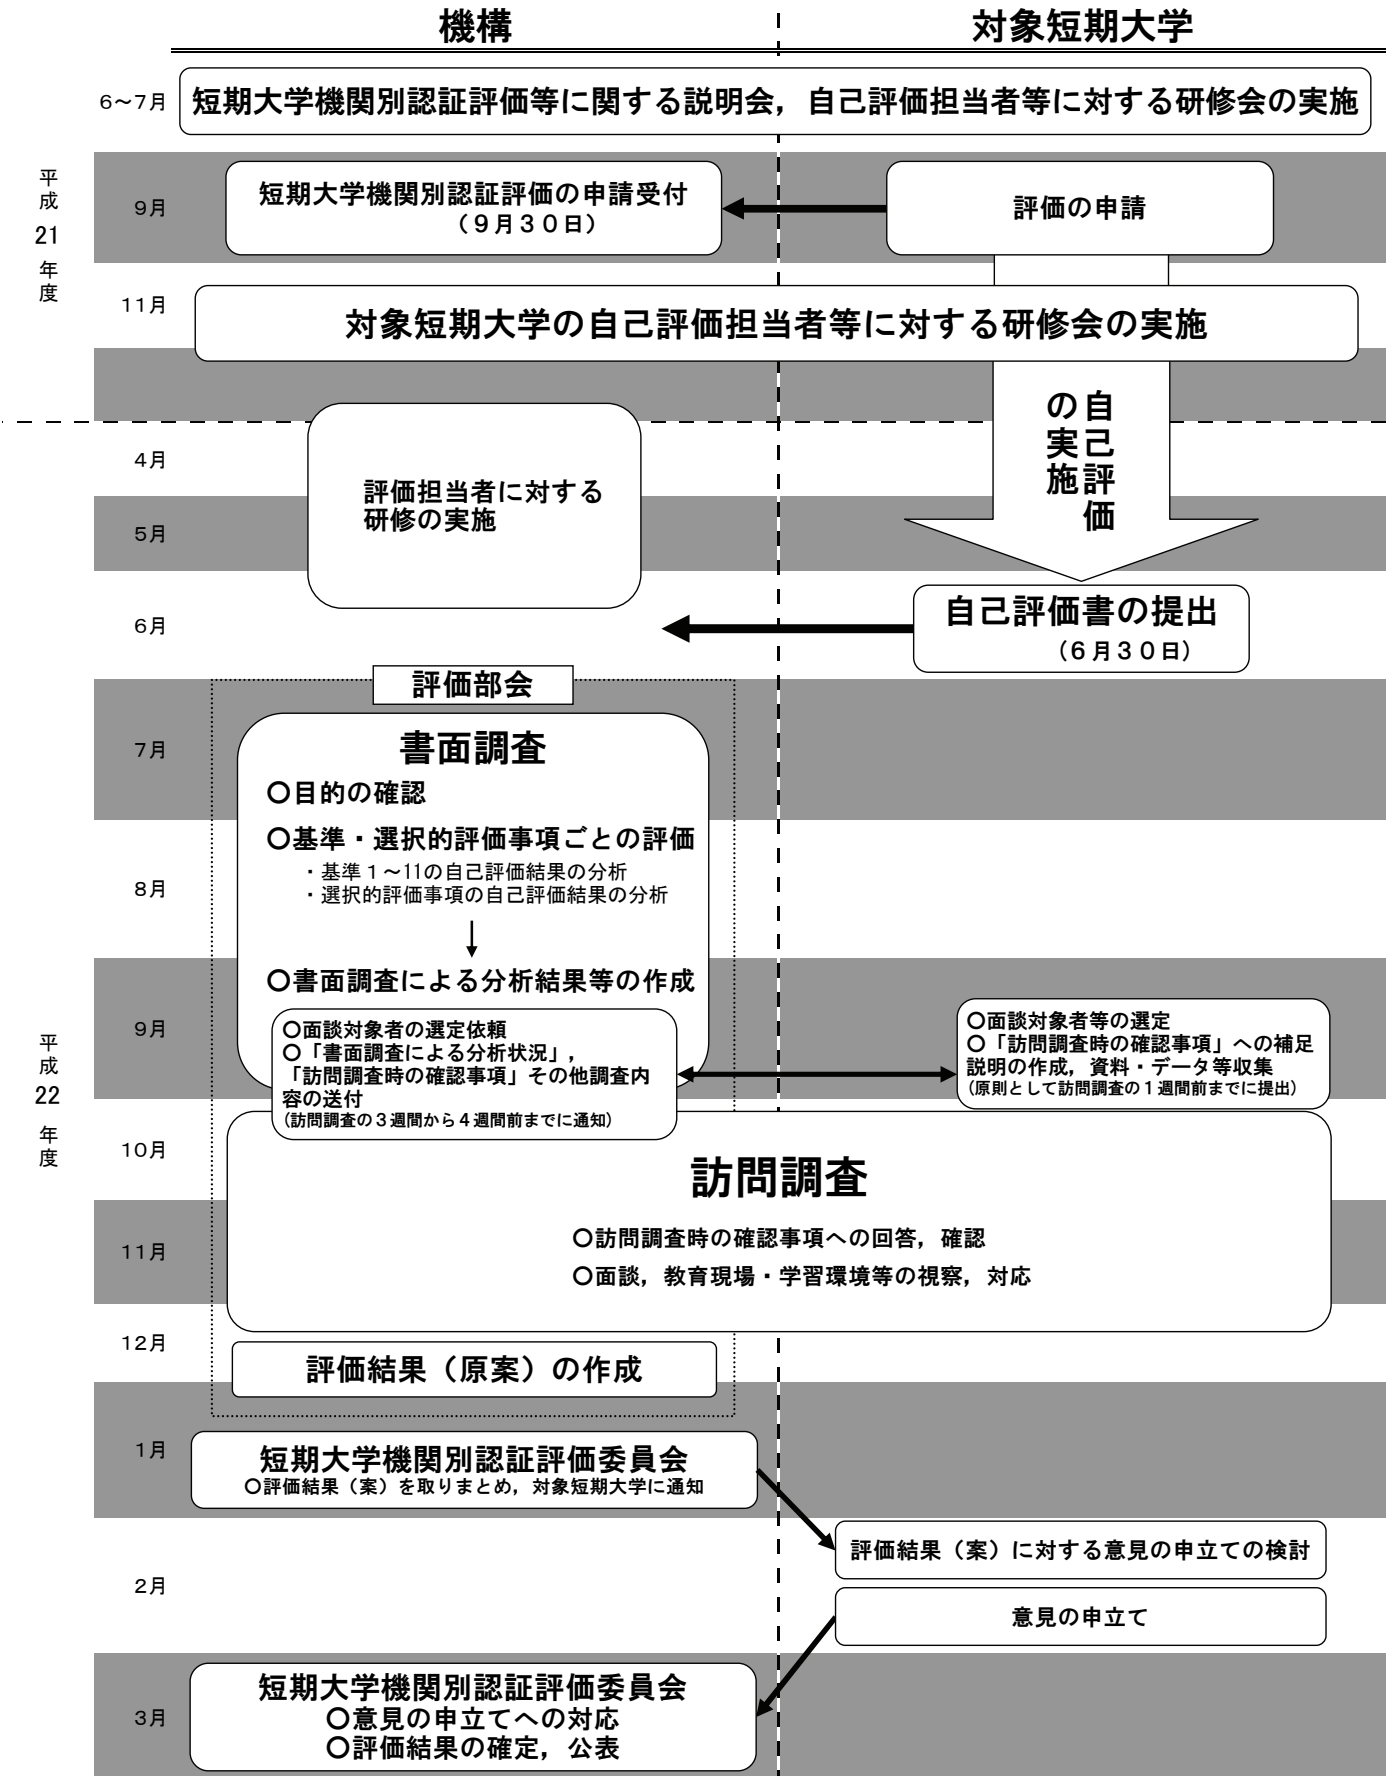 機構
対象短期大学
平成21年度
6~7月
短期大学機関別認証評価等に関する説明会，自己評価担当者等に対する研修会の実施
9月
短期大学機関別認証評価の申請受付
（９月３０日）
評価の申請
11月
対象短期大学の自己評価担当者等に対する研修会の実施
自己評価
の実施
平成22年度
4月
評価担当者に対する
研修の実施
5月
6月
自己評価書の提出
（６月３０日）
評価部会
7月
書面調査
○目的の確認
○基準・選択的評価事項ごとの評価
・基準１～11の自己評価結果の分析
8月
・選択的評価事項の自己評価結果の分析
↓
○書面調査による分析結果等の作成
9月
○面談対象者の選定依頼
○「書面調査による分析状況」，
「訪問調査時の確認事項」その他調査内
容の送付
（訪問調査の３週間から４週間前までに通知）
○面談対象者等の選定
○「訪問調査時の確認事項」への補足
説明の作成，資料・データ等収集
（原則として訪問調査の１週間前までに提出）
10月
訪問調査
11月
○訪問調査時の確認事項への回答，確認
○面談，教育現場・学習環境等の視察，対応
12月
評価結果（原案）の作成
1月
短期大学機関別認証評価委員会
○評価結果（案）を取りまとめ，対象短期大学に通知
評価結果（案）に対する意見の申立ての検討
2月
意見の申立て
3月
短期大学機関別認証評価委員会
○意見の申立てへの対応
○評価結果の確定，公表